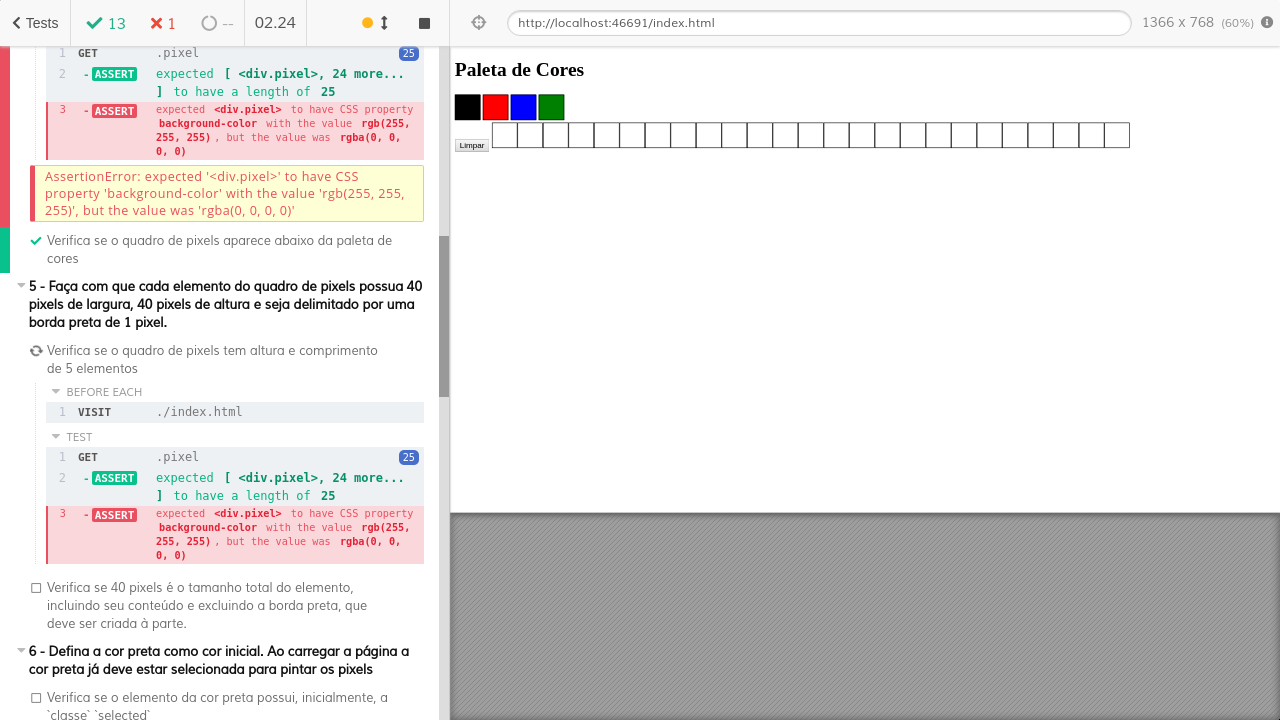 Tests 13 1 -- 02.24
1 GET .pixel 25
2 -ASSERT expected [ <div.pixel>, 24 more...
] to have a length of 25
3 -ASSERT expected <div.pixel> to have CSS property
background-color with the value rgb(255,
255, 255), but the value was rgba(0, 0,
0, 0)
AssertionError: expected '<div.pixel>' to have CSS
property 'background-color' with the value 'rgb(255, 255,
255)', but the value was 'rgba(0, 0, 0, 0)'
Verifica se o quadro de pixels aparece abaixo da paleta de
cores
5 - Faça com que cada elemento do quadro de pixels possua 40
pixels de largura, 40 pixels de altura e seja delimitado por uma
borda preta de 1 pixel.
Verifica se o quadro de pixels tem altura e comprimento
de 5 elementos
BEFORE EACH
1 VISIT ./index.html
TEST
1 GET .pixel 25
2 -ASSERT expected [ <div.pixel>, 24 more...
] to have a length of 25
3 -ASSERT expected <div.pixel> to have CSS property
background-color with the value rgb(255,
255, 255), but the value was rgba(0, 0,
0, 0)
Verifica se 40 pixels é o tamanho total do elemento,
incluindo seu conteúdo e excluindo a borda preta, que
deve ser criada à parte.
6 - Defina a cor preta como cor inicial. Ao carregar a página a
cor preta já deve estar selecionada para pintar os pixels
Verifica se o elemento da cor preta possui, inicialmente, a
`classe` `selected`
http://localhost:46691/index.html 1366 x 768 (60%)
Paleta de Cores
Limpar